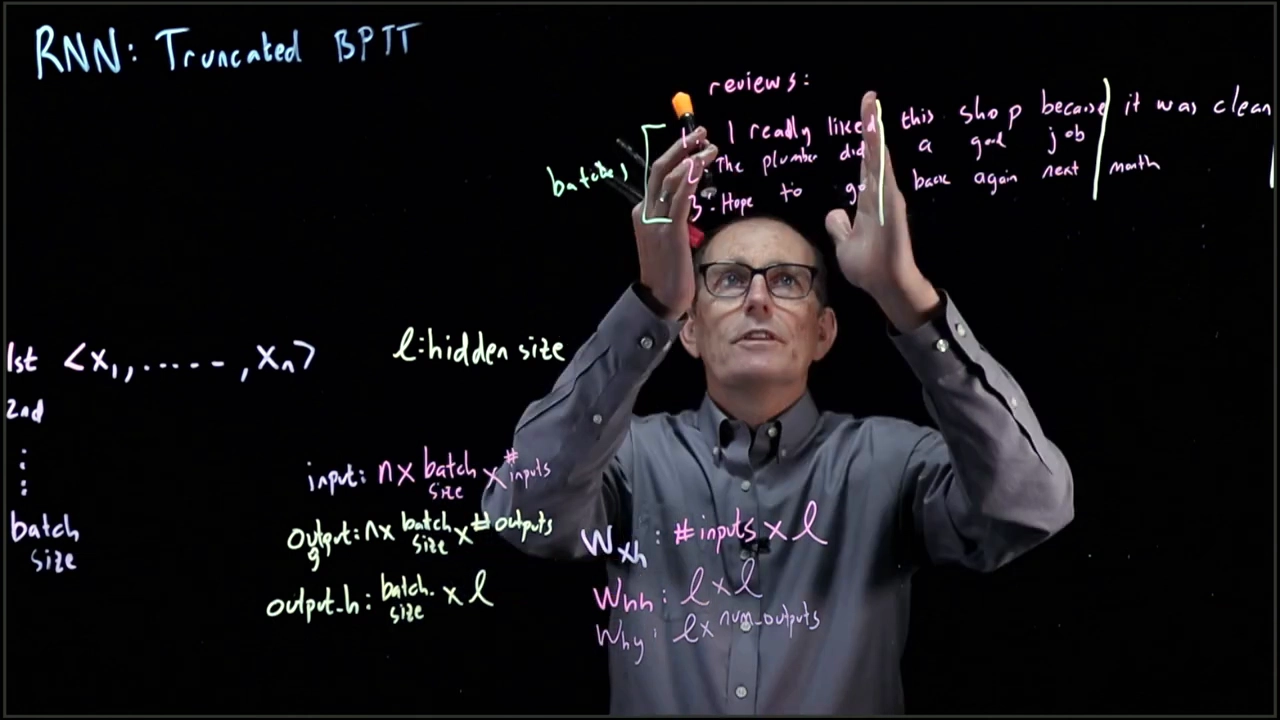 RNN: Truncated BPTT
reviews:
1: I really liked this shop because it was clean
2: The plumber did a good job
3: Hope to go back again next month
1st <x₁, ..... , xₙ>
2nd
⋮
batch size
l: hidden size
input: n x batch size x # inputs
output: n x batch size x # outputs
y
output_h: batch size x l
Wxh: # inputs x l
Whh: l x l
Why: l x num_outputs